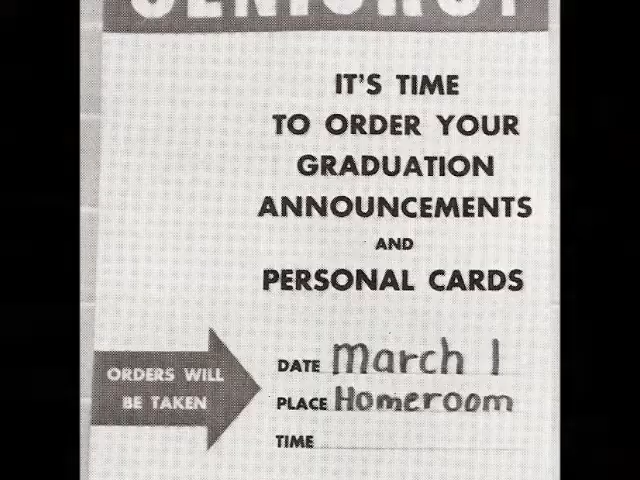 SENIORS!
IT'S TIME
TO ORDER YOUR
GRADUATION
ANNOUNCEMENTS
AND
PERSONAL CARDS
ORDERS WILL
BE TAKEN
DATE March 1
PLACE Homeroom
TIME